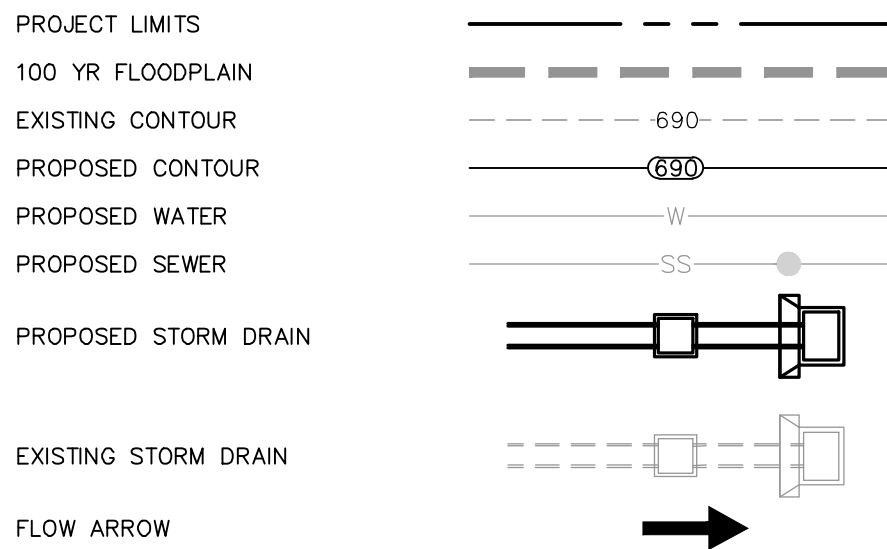 PROJECT LIMITS
100 YR FLOODPLAIN
EXISTING CONTOUR 690
PROPOSED CONTOUR 690
PROPOSED WATER W
PROPOSED SEWER SS
PROPOSED STORM DRAIN
EXISTING STORM DRAIN
FLOW ARROW